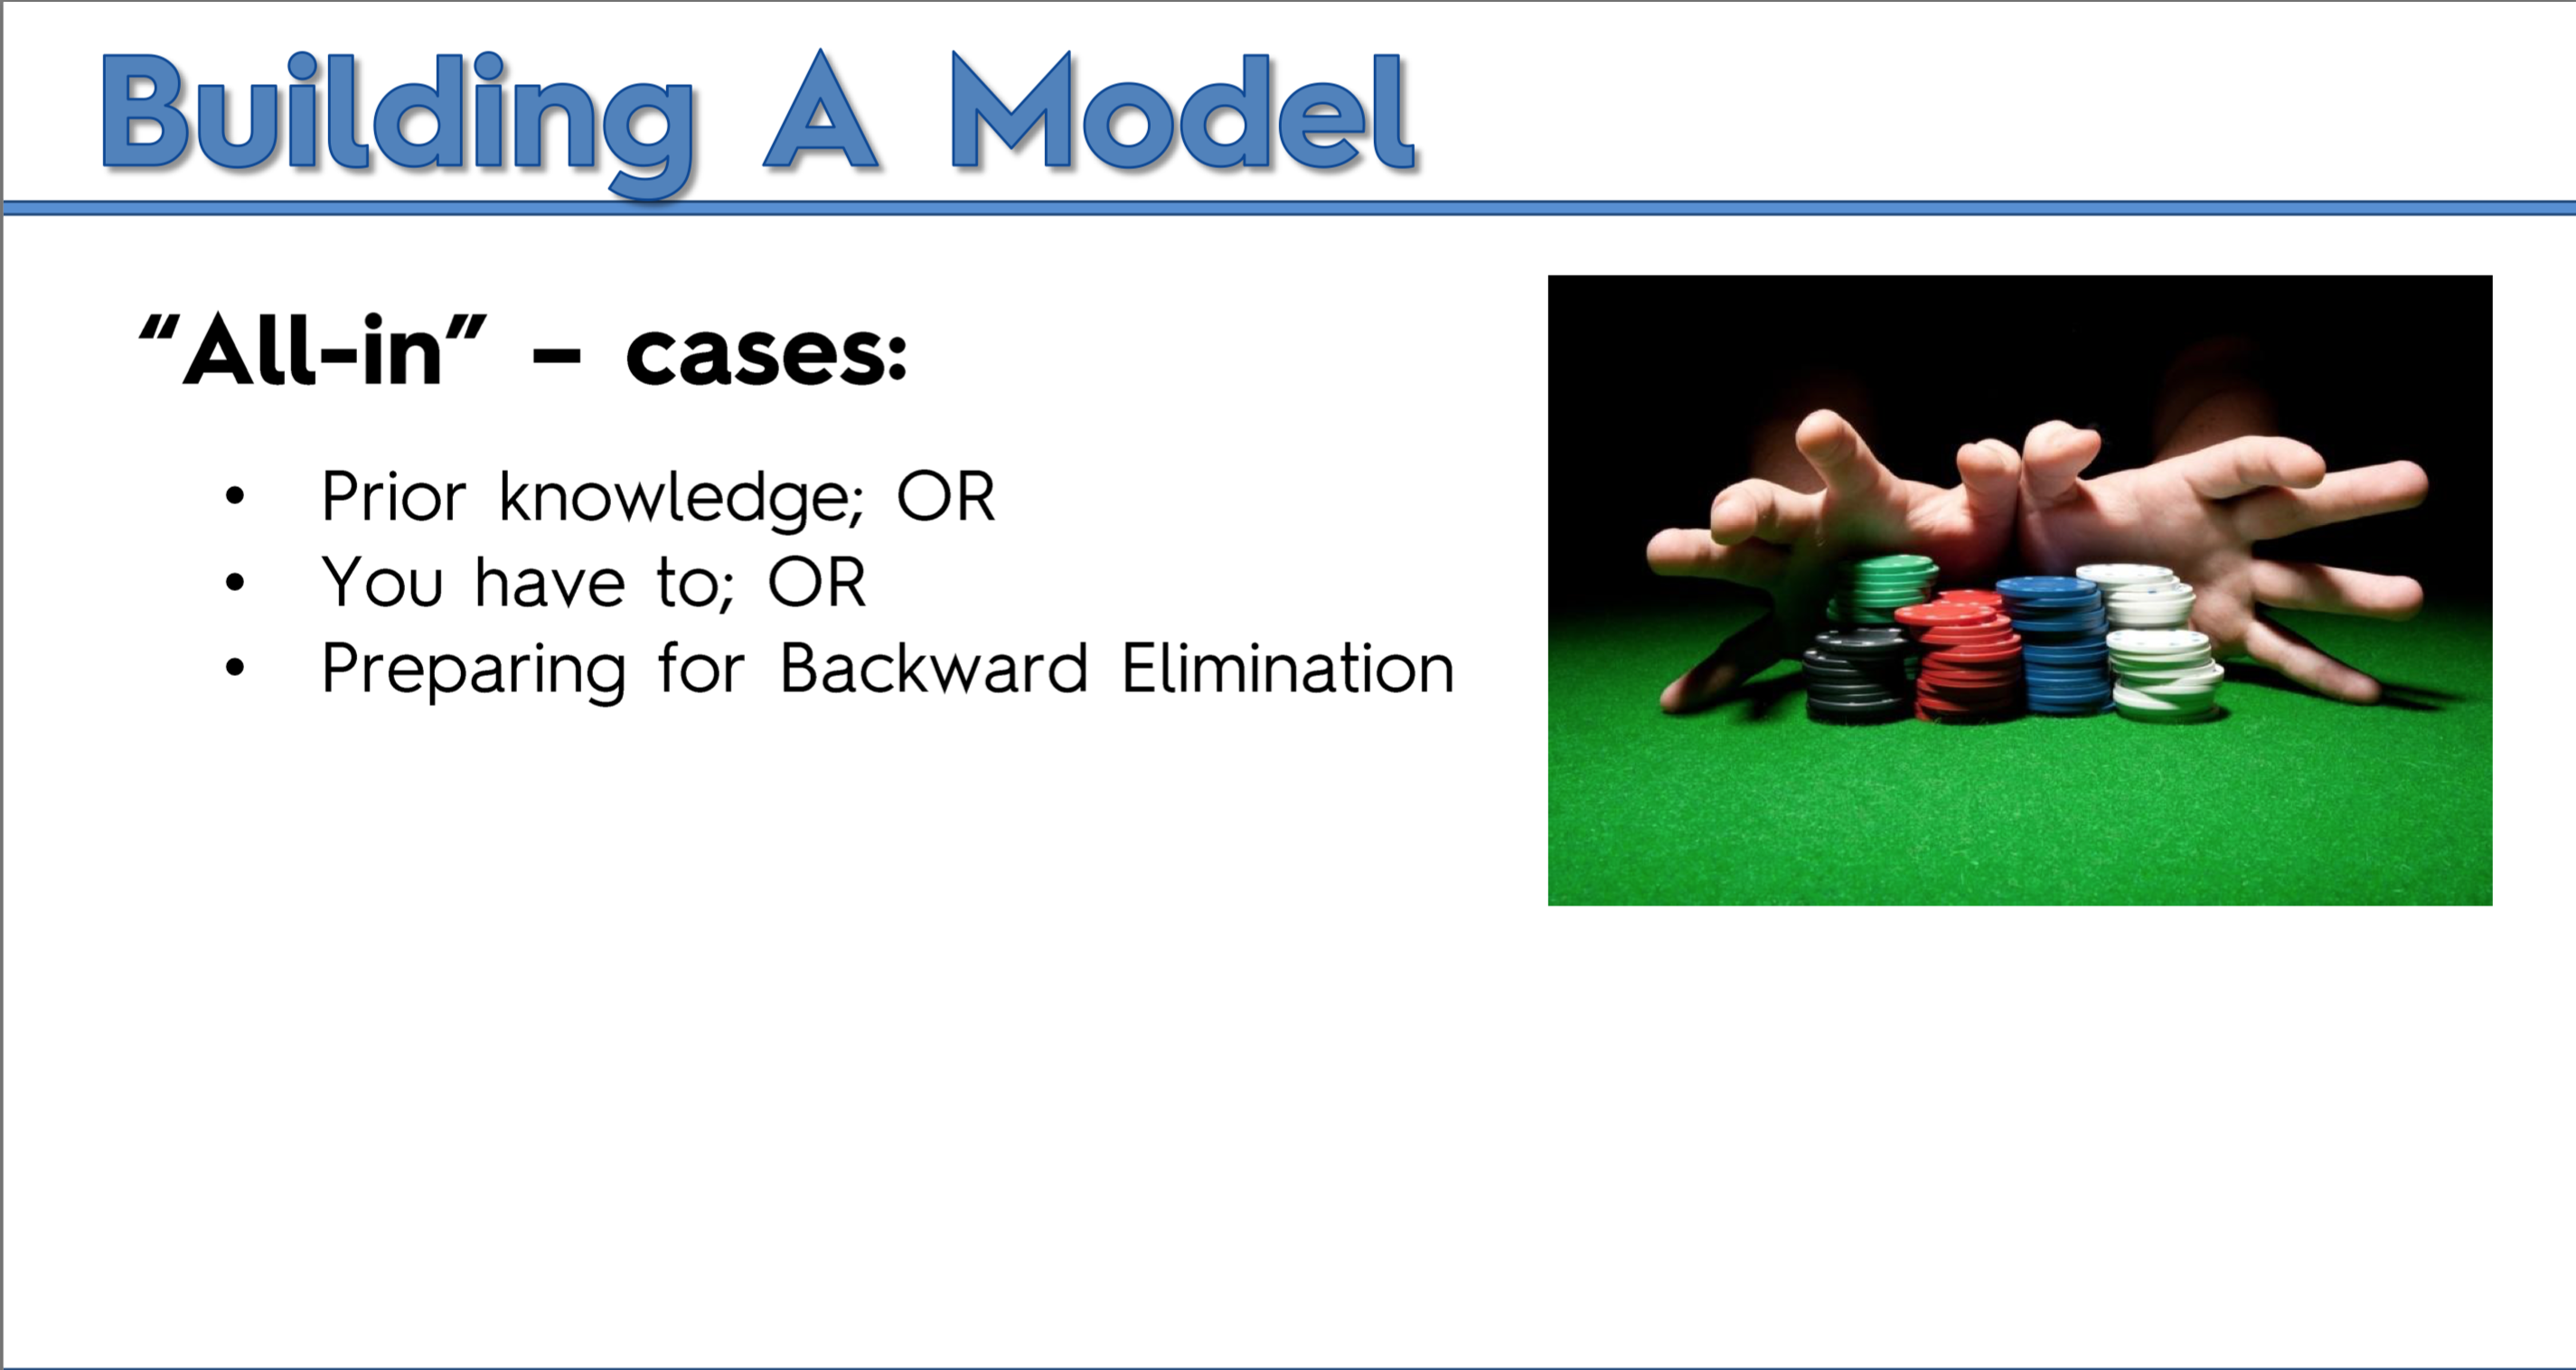 Building A Model
“All-in” – cases:
• Prior knowledge; OR
• You have to; OR
• Preparing for Backward Elimination